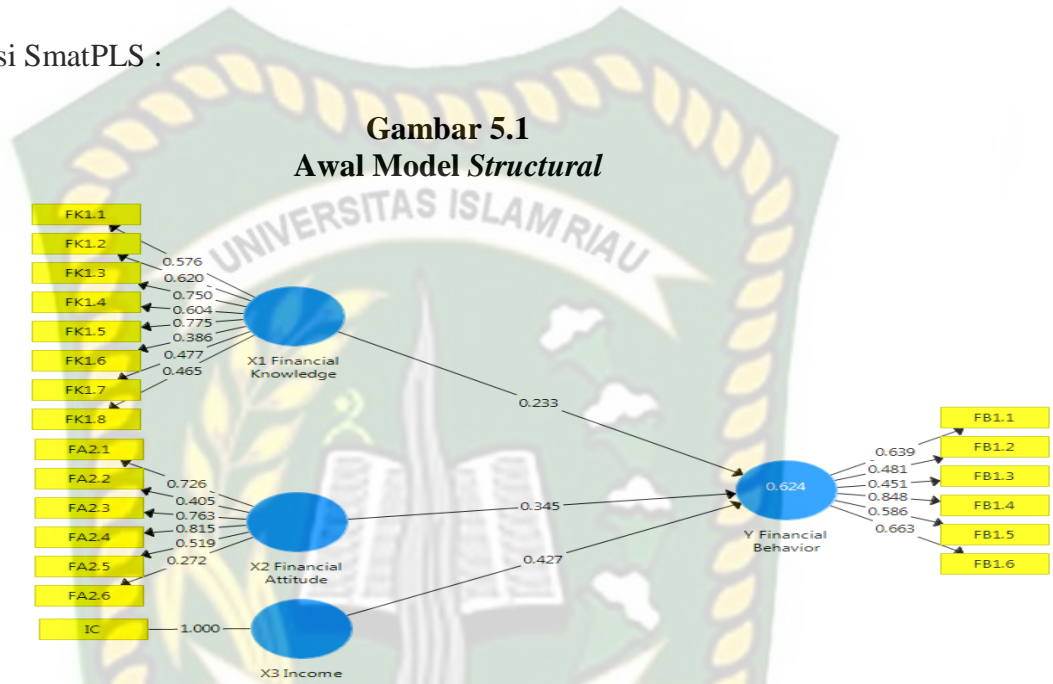 si SmatPLS :
Gambar 5.1
Awal Model Structural
UNIVERSITAS ISLAM RIAU
FK1.1
FK1.2
FK1.3
FK1.4
FK1.5
FK1.6
FK1.7
FK1.8
0.576
0.620
0.750
0.604
0.775
0.386
0.477
0.465
X1 Financial
Knowledge
0.233
FA2.1
FA2.2
FA2.3
FA2.4
FA2.5
FA2.6
0.726
0.405
0.763
0.815
0.519
0.272
X2 Financial
Attitude
0.345
IC
1.000
X3 Income
0.427
0.624
Y Financial
Behavior
0.639
0.481
0.451
0.848
0.586
0.663
FB1.1
FB1.2
FB1.3
FB1.4
FB1.5
FB1.6